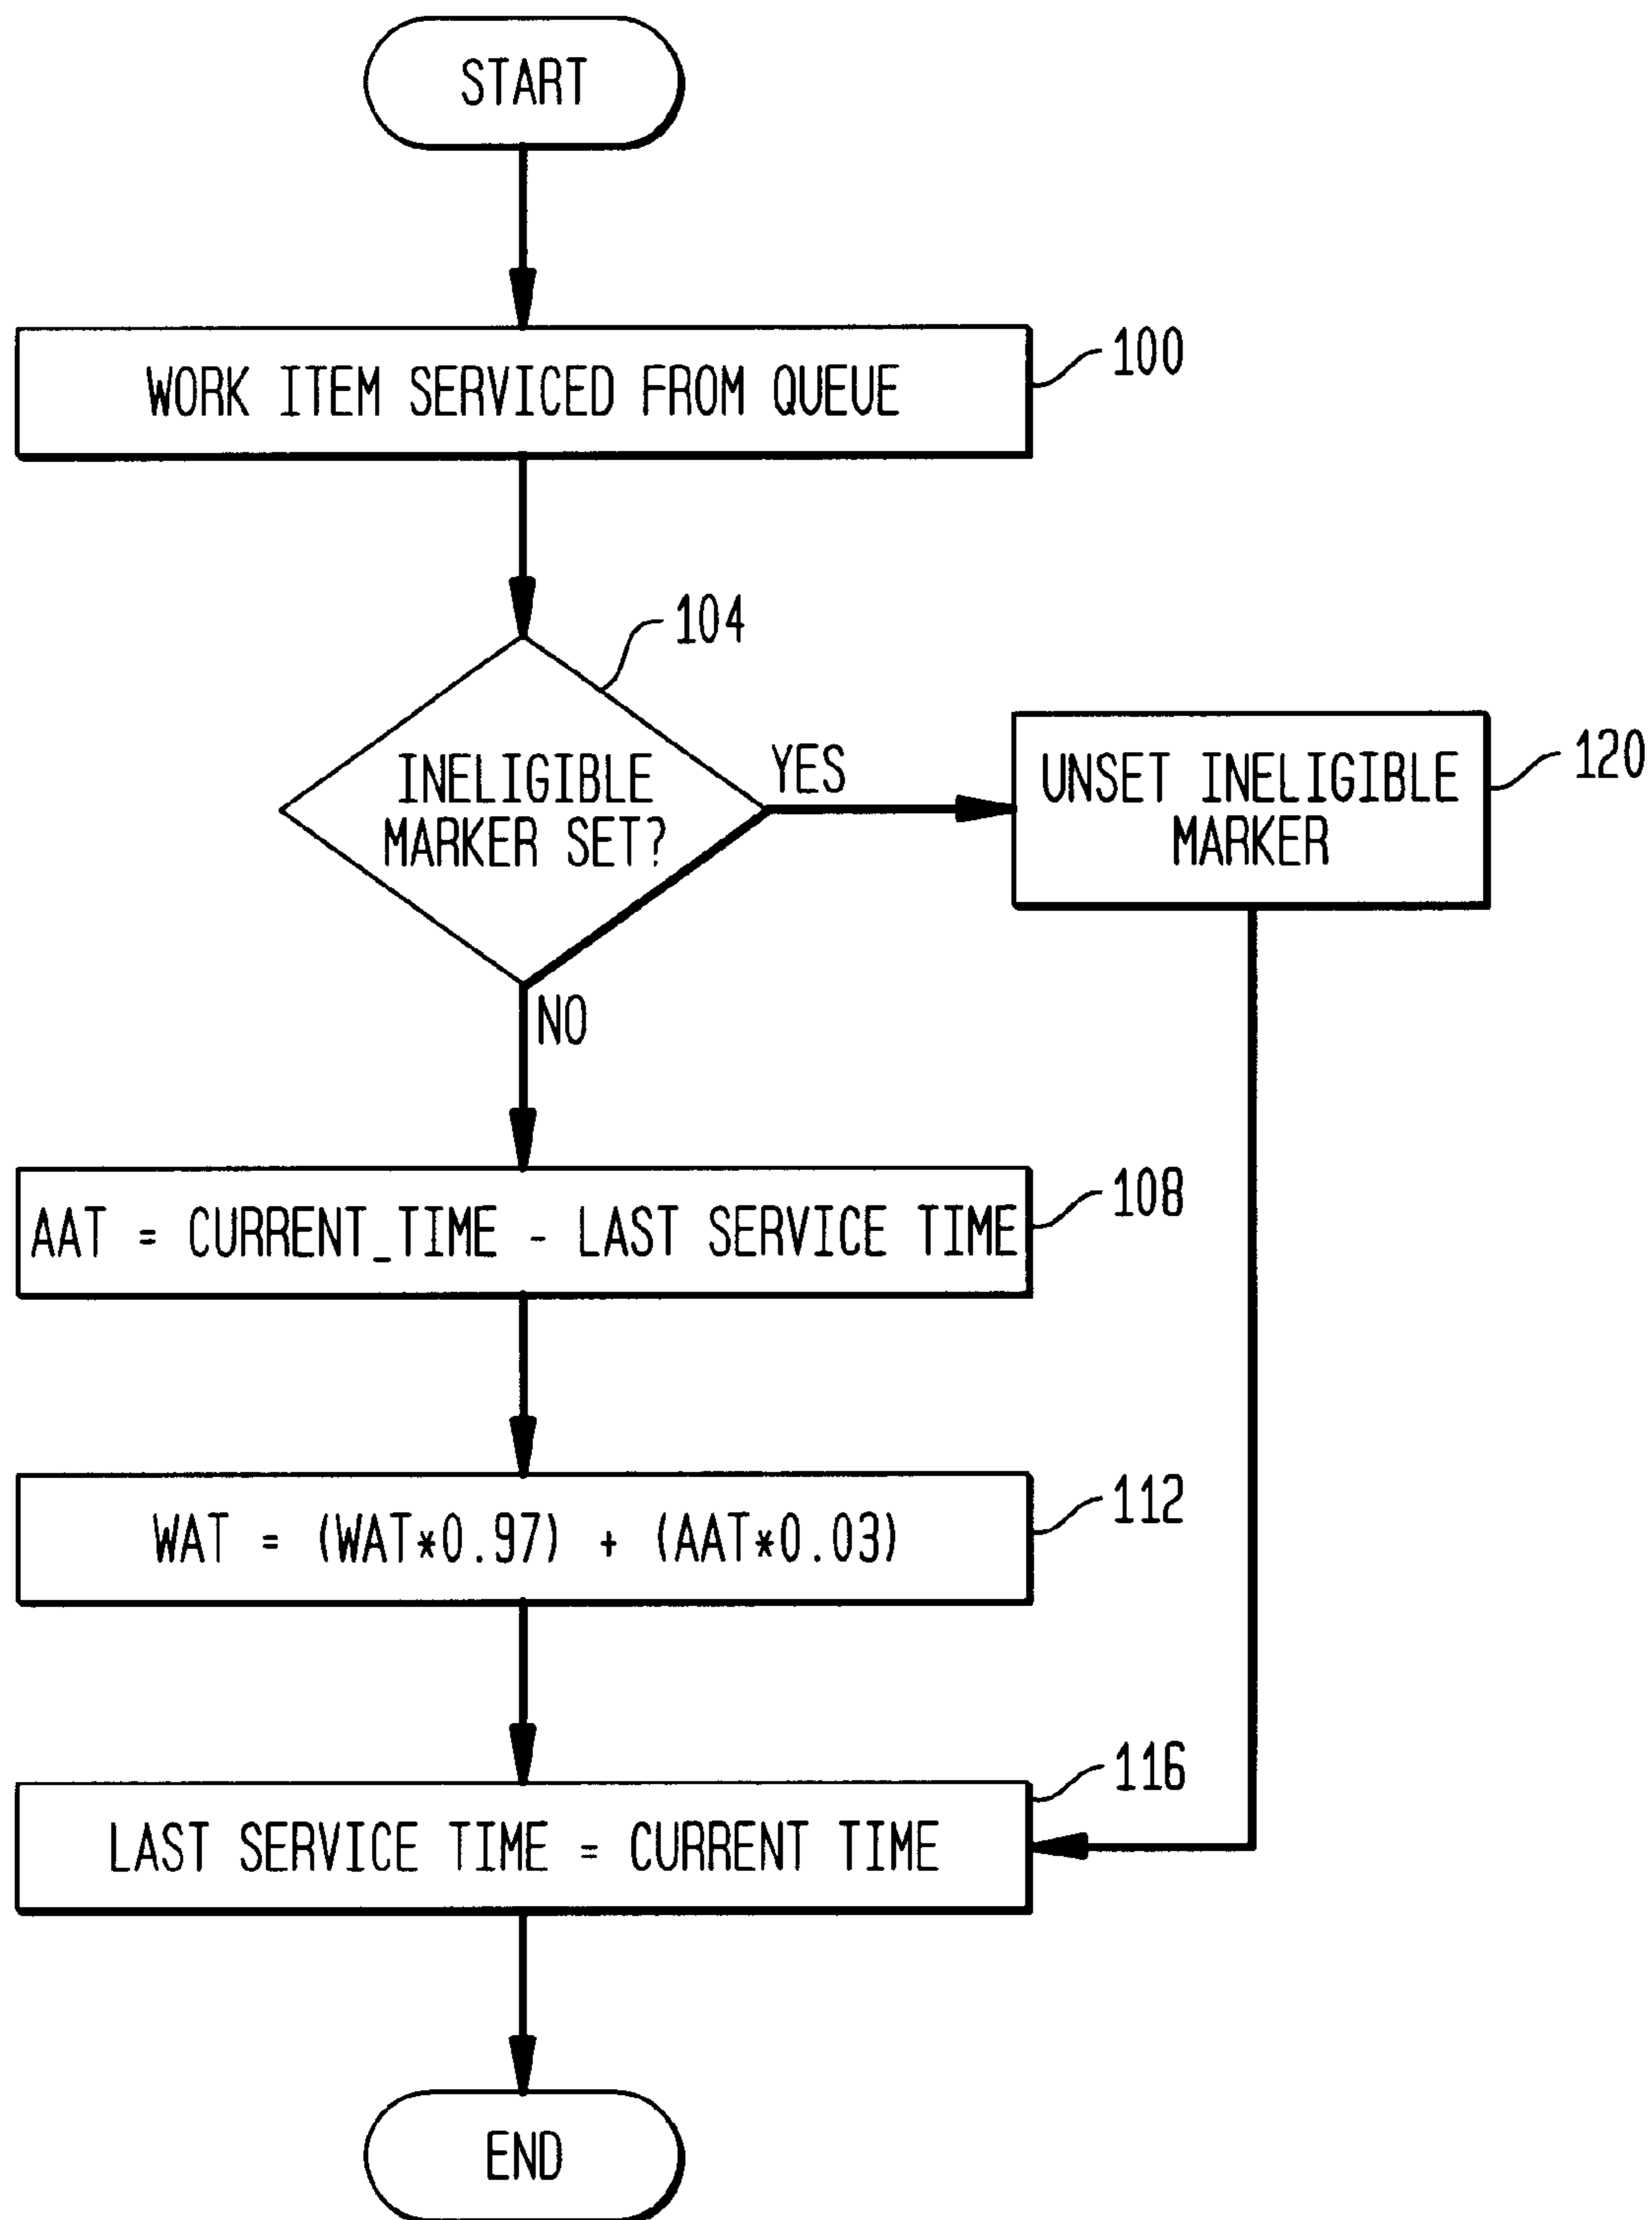 START
WORK ITEM SERVICED FROM QUEUE
100
104
INELIGIBLE
MARKER SET?
YES
UNSET INELIGIBLE
MARKER
120
NO
AAT = CURRENT_TIME - LAST SERVICE TIME
108
WAT = (WAT*0.97) + (AAT*0.03)
112
116
LAST SERVICE TIME = CURRENT TIME
END